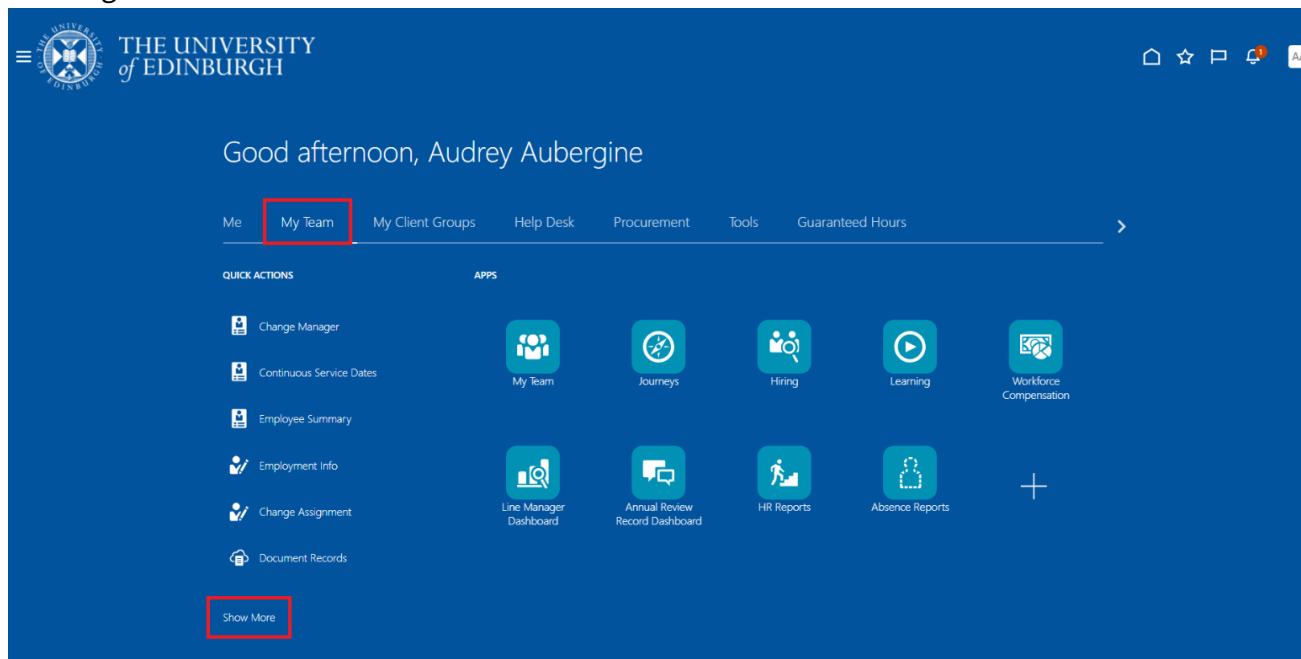 THE UNIVERSITY
of EDINBURGH
Good afternoon, Audrey Aubergine
Me My Team My Client Groups Help Desk Procurement Tools Guaranteed Hours
QUICK ACTIONS APPS
Change Manager
Continuous Service Dates
Employee Summary
Employment Info
Change Assignment
Document Records
Show More
My Team Journeys Hiring Learning Workforce
Compensation
Line Manager Annual Review HR Reports Absence Reports
Dashboard Record Dashboard